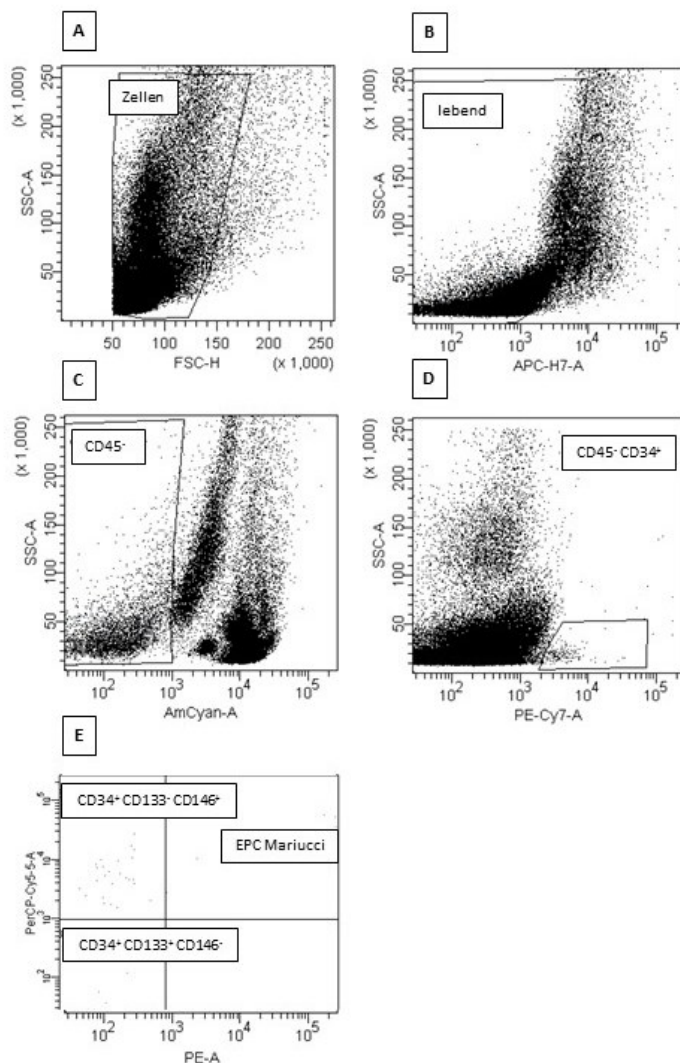 A
(x 1,000)
SSC-A
250
200
150
100
50
Zellen
50 100 150 200 250
FSC-H (x 1,000)
B
(x 1,000)
SSC-A
250
200
150
100
50
lebend
10² 10³ 10⁴ 10⁵
APC-H7-A
C
(x 1,000)
SSC-A
250
200
150
100
50
CD45⁻
10² 10³ 10⁴ 10⁵
AmCyan-A
D
(x 1,000)
SSC-A
250
200
150
100
50
CD45⁻ CD34⁺
10² 10³ 10⁴ 10⁵
PE-Cy7-A
E
PerCP-Cy5-5-A
10⁵
10⁴
10³
10²
CD34⁺ CD133⁻ CD146⁺
EPC Mariucci
CD34⁺ CD133⁺ CD146⁻
10² 10³ 10⁴ 10⁵
PE-A